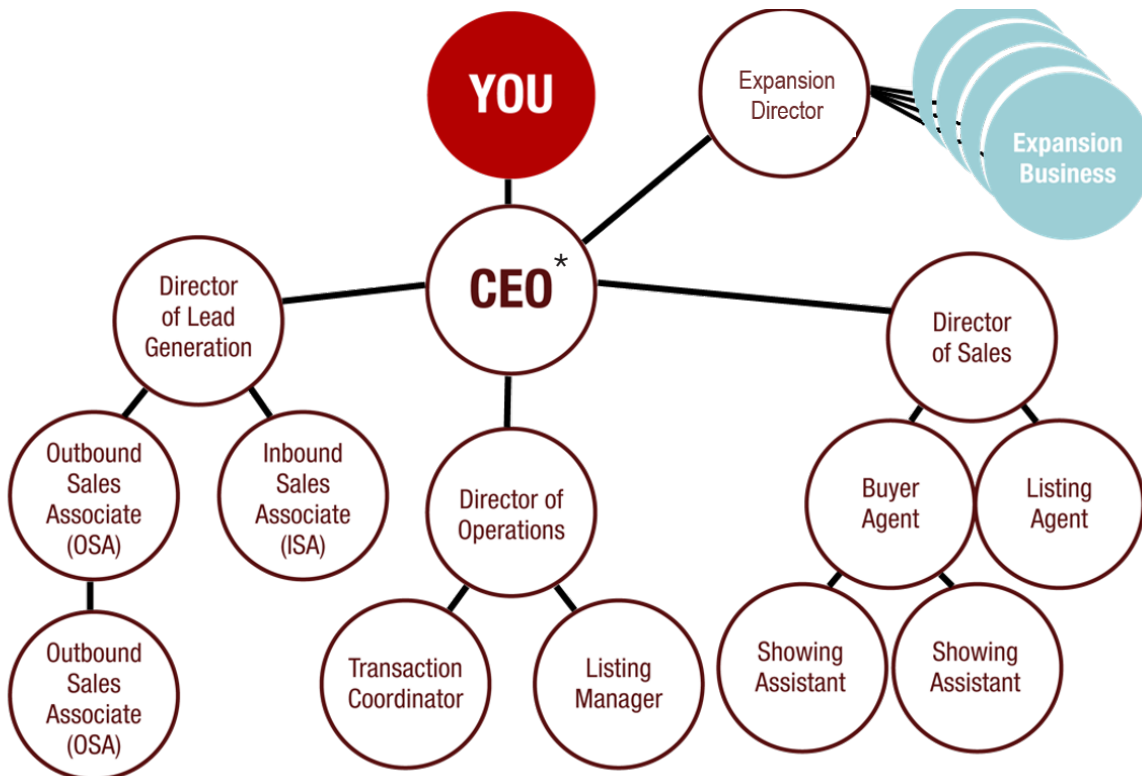 YOU
Expansion
Director
Expansion
Business
CEO*
Director
of Lead
Generation
Director
of Sales
Outbound
Sales
Associate
(OSA)
Inbound
Sales
Associate
(ISA)
Director of
Operations
Buyer
Agent
Listing
Agent
Outbound
Sales
Associate
(OSA)
Transaction
Coordinator
Listing
Manager
Showing
Assistant
Showing
Assistant